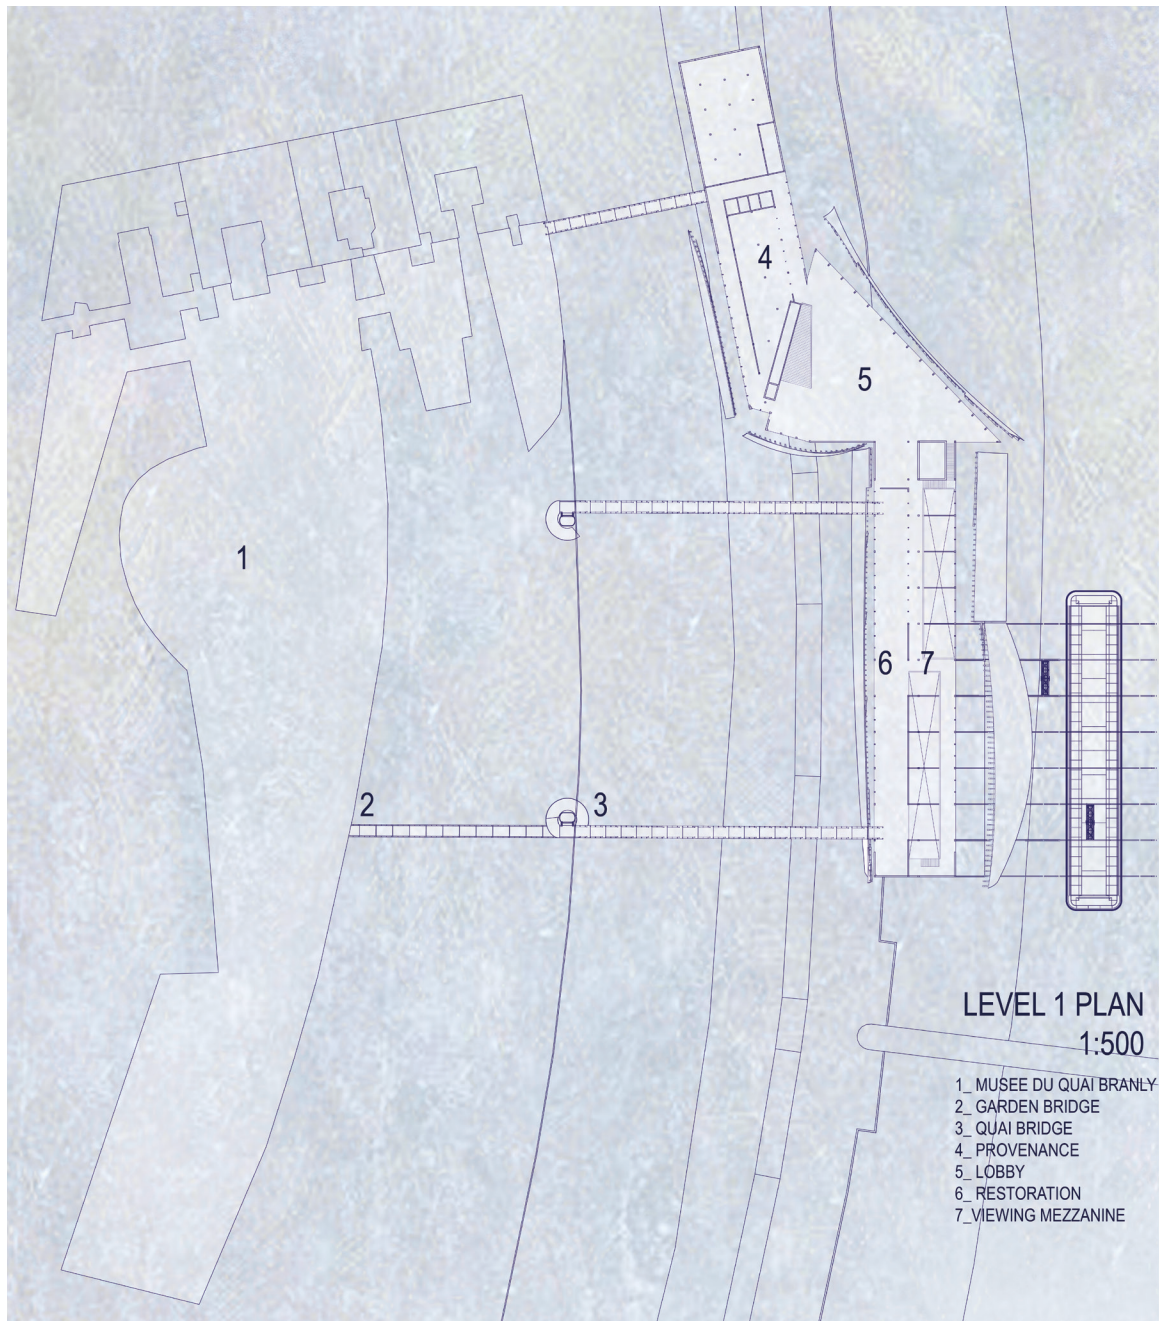 4
5
1
6 7
2 3
LEVEL 1 PLAN
1:500
1_ MUSEE DU QUAI BRANLY
2_ GARDEN BRIDGE
3_ QUAI BRIDGE
4_ PROVENANCE
5_ LOBBY
6_ RESTORATION
7_VIEWING MEZZANINE